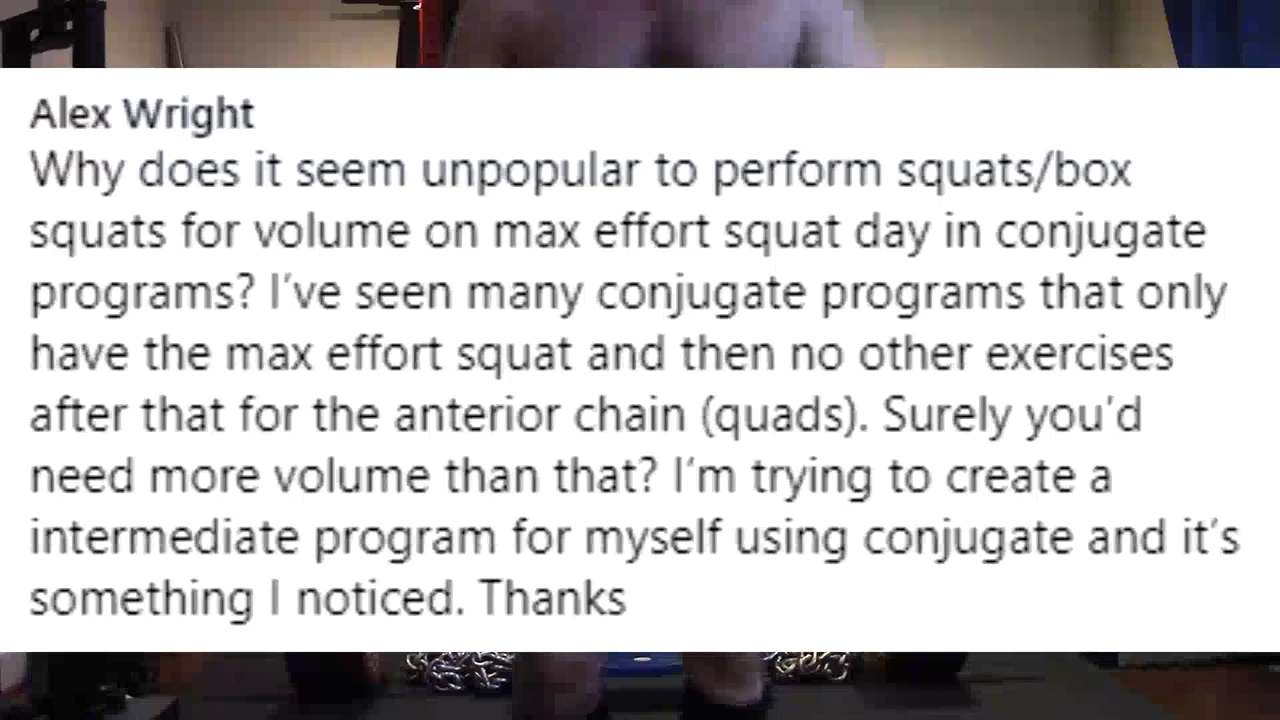 Alex Wright
Why does it seem unpopular to perform squats/box
squats for volume on max effort squat day in conjugate
programs? I've seen many conjugate programs that only
have the max effort squat and then no other exercises
after that for the anterior chain (quads). Surely you'd
need more volume than that? I'm trying to create a
intermediate program for myself using conjugate and it's
something I noticed. Thanks